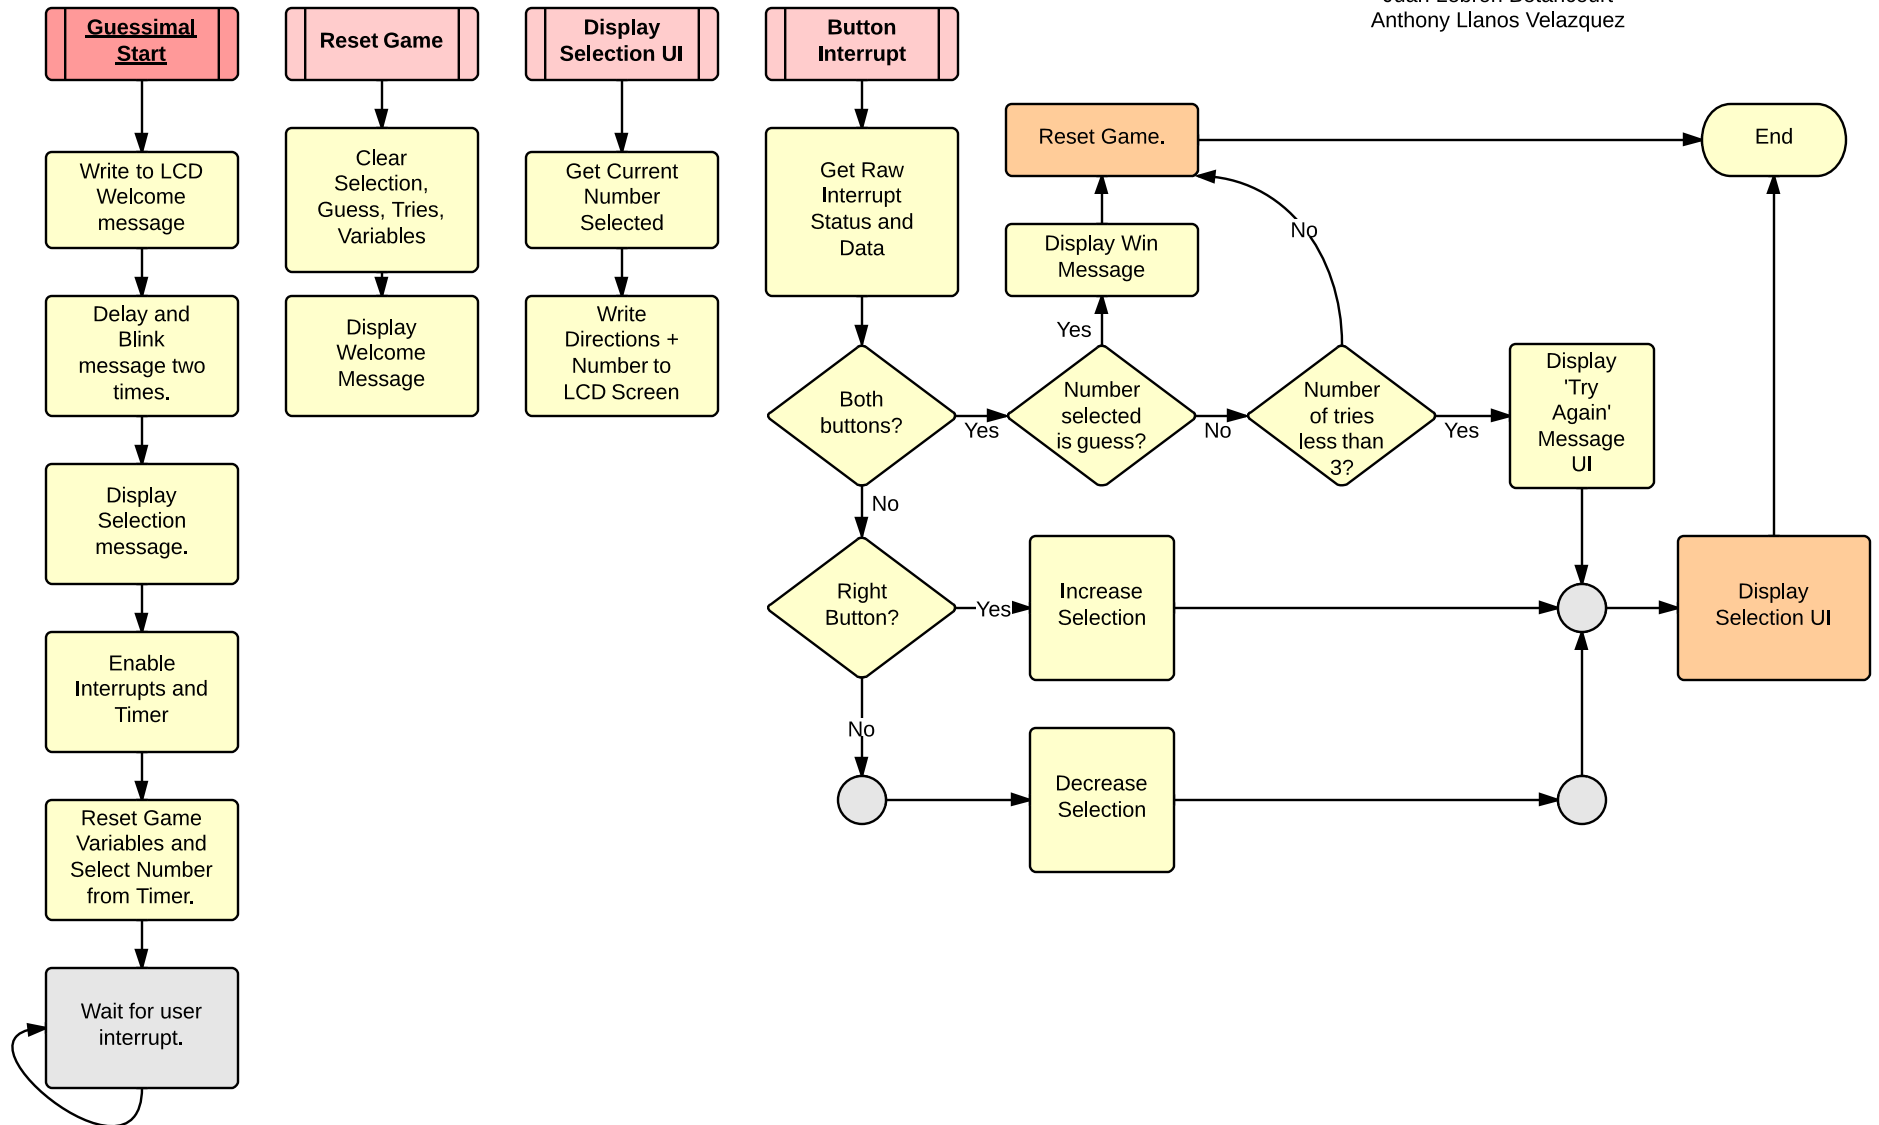 Anthony Llanos Velazquez
Guessimal
Start
Reset Game
Display
Selection UI
Button
Interrupt
Write to LCD
Welcome
message
Delay and
Blink
message two
times.
Display
Selection
message.
Enable
Interrupts and
Timer
Reset Game
Variables and
Select Number
from Timer.
Wait for user
interrupt.
Clear
Selection,
Guess, Tries,
Variables
Display
Welcome
Message
Get Current
Number
Selected
Write
Directions +
Number to
LCD Screen
Get Raw
Interrupt
Status and
Data
Both
buttons?
Yes
No
Number
selected
is guess?
Yes
No
Display Win
Message
Reset Game.
Number
of tries
less than
3?
No
Yes
Display
'Try
Again'
Message
UI
End
Right
Button?
Yes
No
Increase
Selection
Decrease
Selection
Display
Selection UI